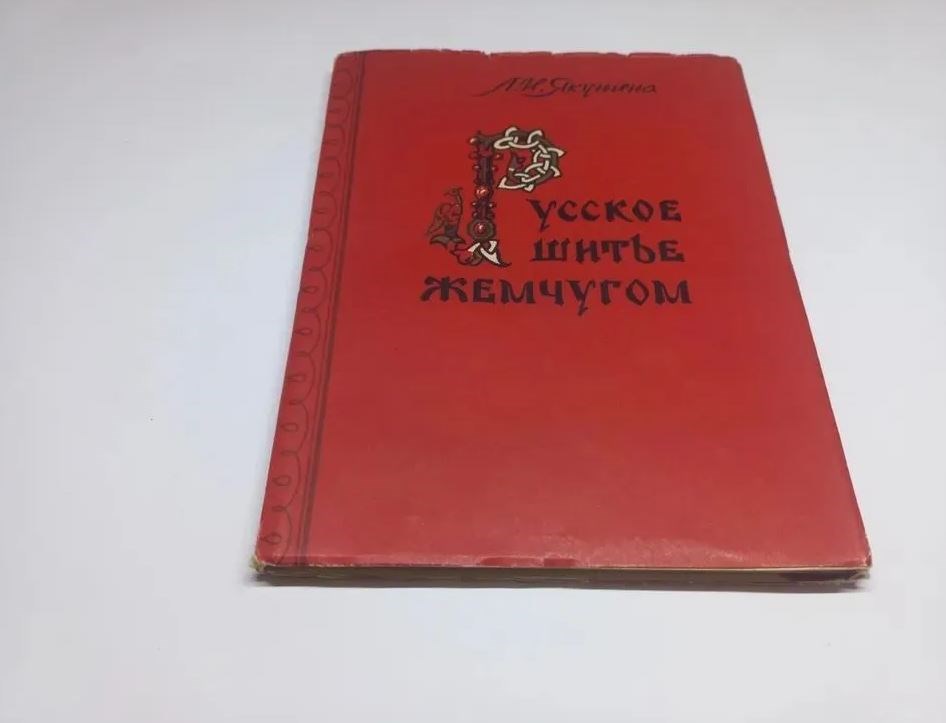 Л.И. Якунина
Русское
шитье
жемчугом